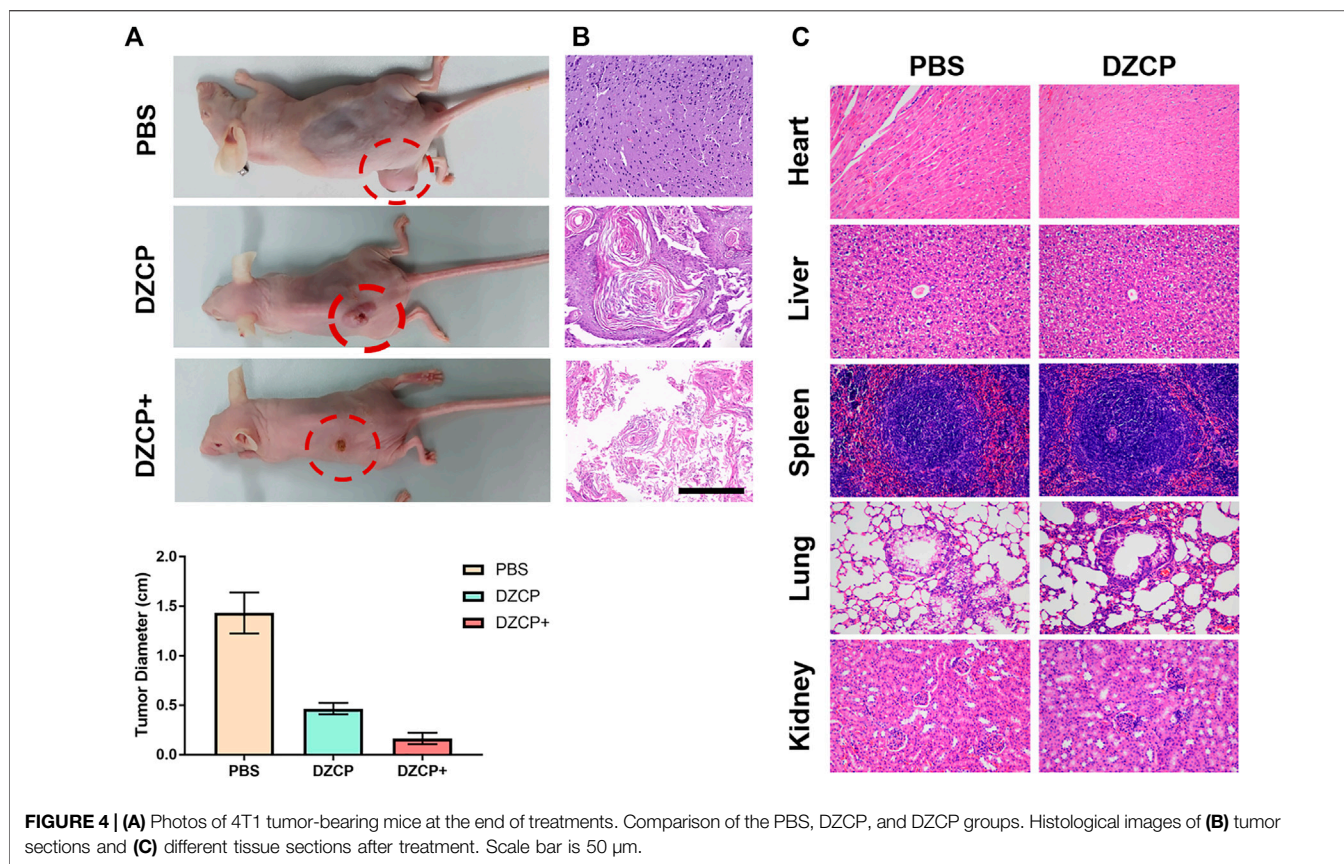 A
B
C
PBS
DZCP
PBS
Heart
DZCP
Liver
DZCP+
Spleen
2.0
PBS
DZCP
DZCP+
1.5
Lung
Tumor Diameter (cm)
1.0
0.5
Kidney
0.0
PBS
DZCP
DZCP+
FIGURE 4 | (A) Photos of 4T1 tumor-bearing mice at the end of treatments. Comparison of the PBS, DZCP, and DZCP groups. Histological images of (B) tumor
sections and (C) different tissue sections after treatment. Scale bar is 50 μm.